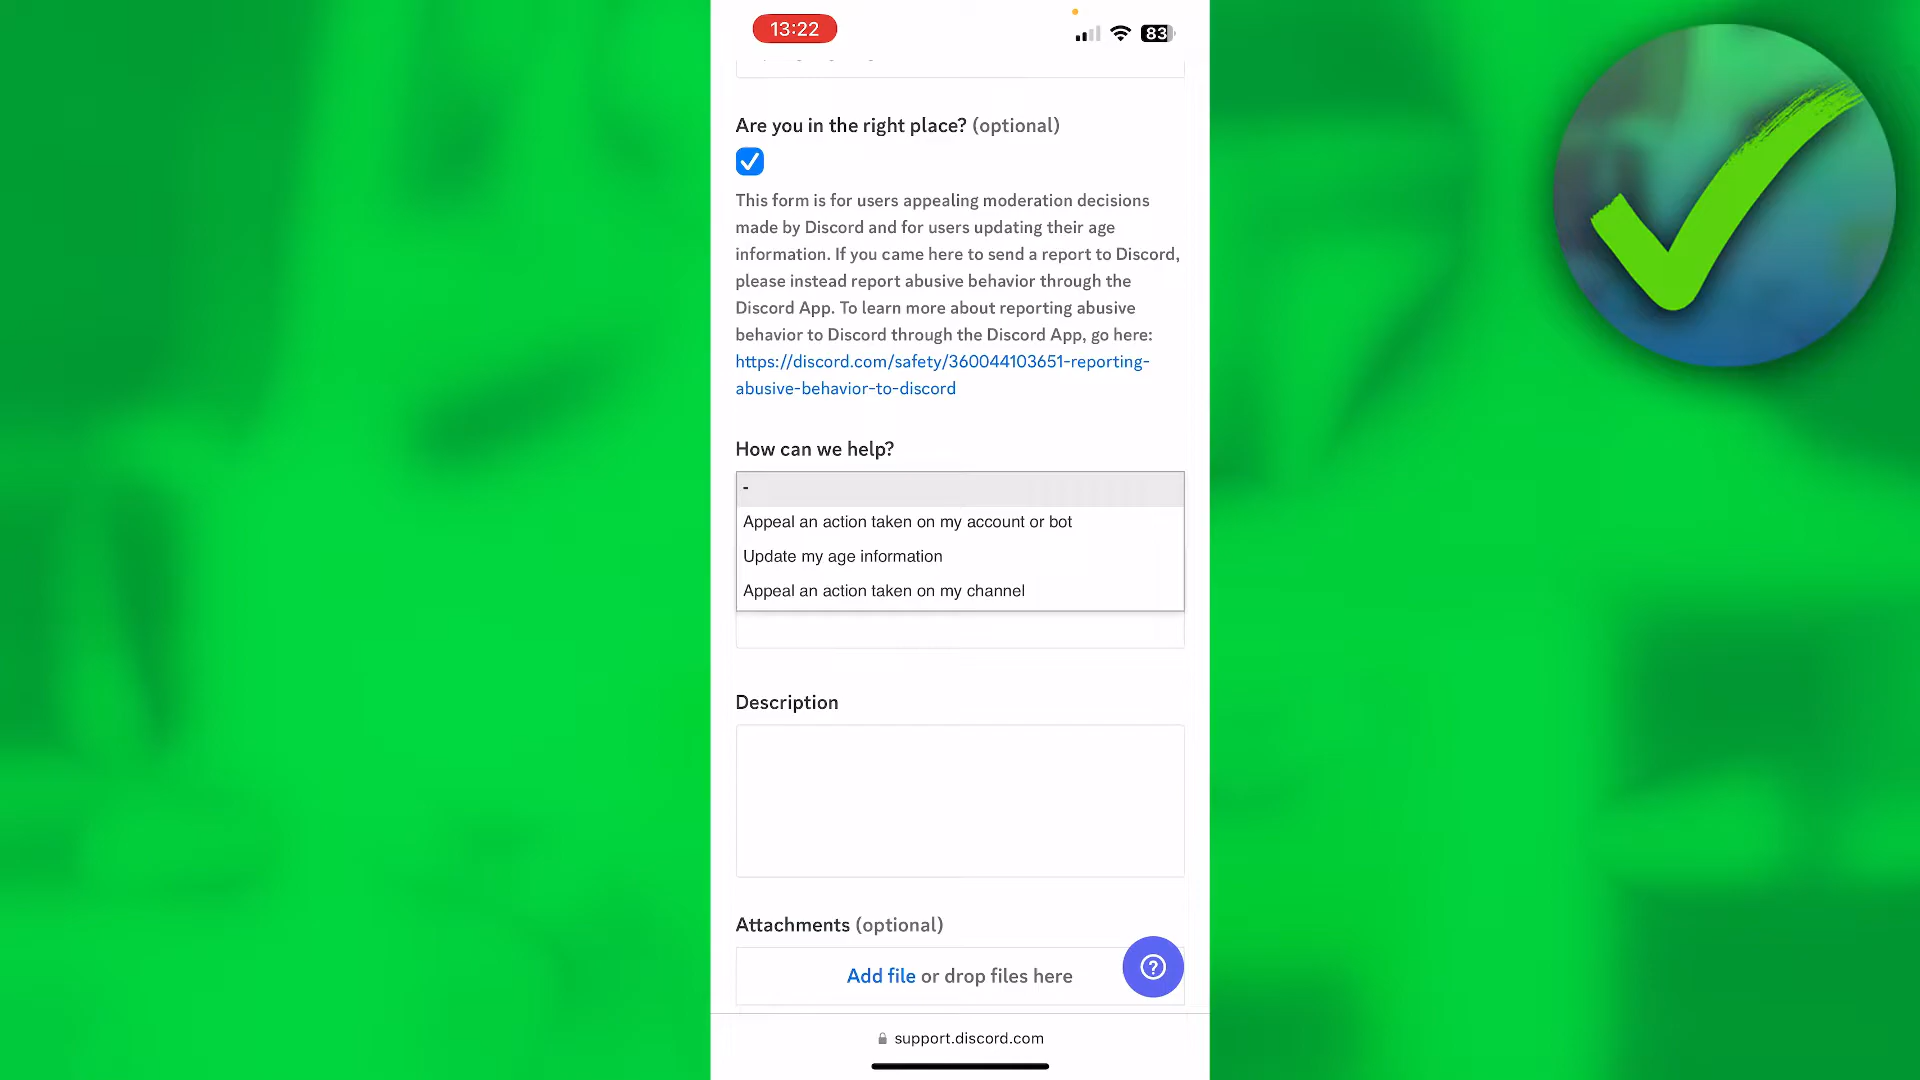 13:22
83
Are you in the right place? (optional)
This form is for users appealing moderation decisions
made by Discord and for users updating their age
information. If you came here to send a report to Discord,
please instead report abusive behavior through the
Discord App. To learn more about reporting abusive
behavior to Discord through the Discord App, go here:
https://discord.com/safety/360044103651-reporting-
abusive-behavior-to-discord
How can we help?
-
Appeal an action taken on my account or bot
Update my age information
Appeal an action taken on my channel
Description
Attachments (optional)
Add file or drop files here
?
support.discord.com